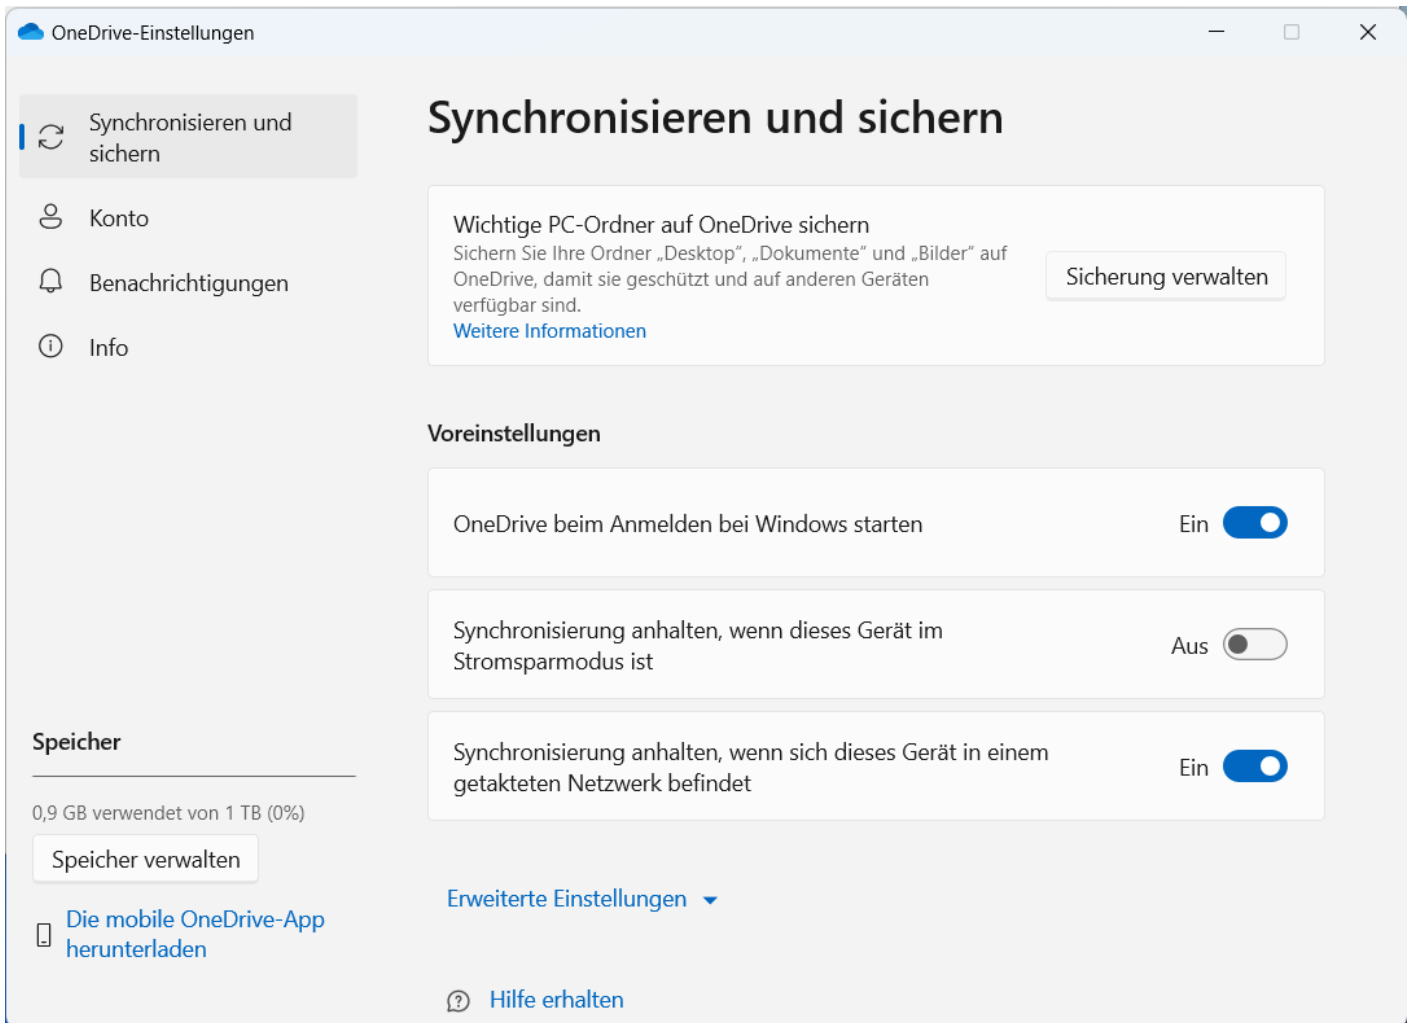 OneDrive-Einstellungen
Synchronisieren und
sichern
Konto
Benachrichtigungen
Info
Speicher
0,9 GB verwendet von 1 TB (0%)
Speicher verwalten
Die mobile OneDrive-App
herunterladen
Synchronisieren und sichern
Wichtige PC-Ordner auf OneDrive sichern
Sichern Sie Ihre Ordner „Desktop“, „Dokumente“ und „Bilder“ auf
OneDrive, damit sie geschützt und auf anderen Geräten
verfügbar sind.
Weitere Informationen
Sicherung verwalten
Voreinstellungen
OneDrive beim Anmelden bei Windows starten
Ein
Synchronisierung anhalten, wenn dieses Gerät im
Stromsparmodus ist
Aus
Synchronisierung anhalten, wenn sich dieses Gerät in einem
getakteten Netzwerk befindet
Ein
Erweiterte Einstellungen
Hilfe erhalten